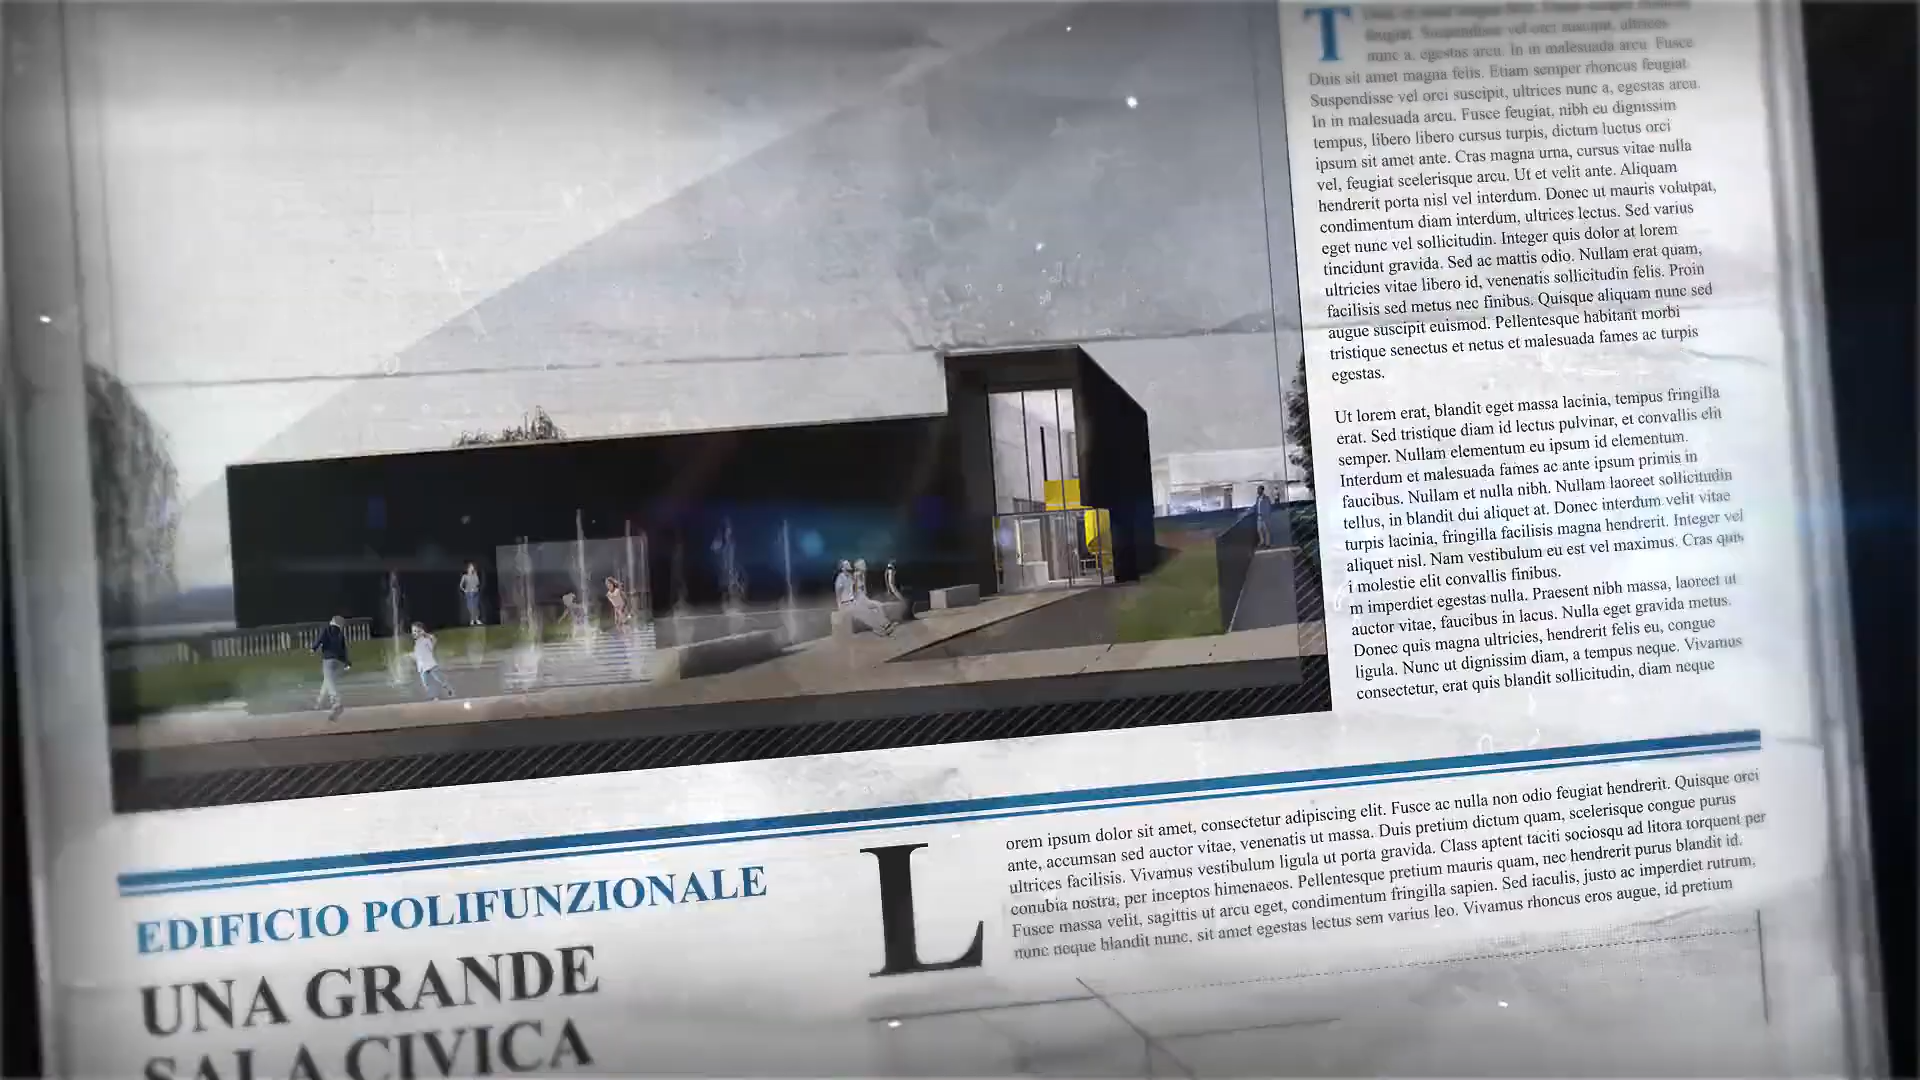 T
feugiat. Suspendisse vel orci suscipit, ultrices
nunc a, egestas arcu. In in malesuada arcu. Fusce
Duis sit amet magna felis. Etiam semper rhoncus feugiat.
Suspendisse vel orci suscipit, ultrices nunc a, egestas arcu.
In in malesuada arcu. Fusce feugiat, nibh eu dignissim
tempus, libero libero cursus turpis, dictum luctus orci
ipsum sit amet ante. Cras magna urna, cursus vitae nulla
vel, feugiat scelerisque arcu. Ut et velit ante. Aliquam
hendrerit porta nisl vel interdum. Donec ut mauris volutpat,
condimentum diam interdum, ultrices lectus. Sed varius
eget nunc vel sollicitudin. Integer quis dolor at lorem
tincidunt gravida. Sed ac mattis odio. Nullam erat quam,
ultricies vitae libero id, venenatis sollicitudin felis. Proin
facilisis sed metus nec finibus. Quisque aliquam nunc sed
augue suscipit euismod. Pellentesque habitant morbi
tristique senectus et netus et malesuada fames ac turpis
egestas.
Ut lorem erat, blandit eget massa lacinia, tempus fringilla
erat. Sed tristique diam id lectus pulvinar, et convallis elit
semper. Nullam elementum eu ipsum id elementum.
Interdum et malesuada fames ac ante ipsum primis in
faucibus. Nullam et nulla nibh. Nullam laoreet sollicitudin
tellus, in blandit dui aliquet at. Donec interdum velit vitae
turpis lacinia, fringilla facilisis magna hendrerit. Integer vel
aliquet nisl. Nam vestibulum eu est vel maximus. Cras quis
i molestie elit convallis finibus.
m imperdiet egestas nulla. Praesent nibh massa, laoreet ut
auctor vitae, faucibus in lacus. Nulla eget gravida metus.
Donec quis magna ultricies, hendrerit felis eu, congue
ligula. Nunc ut dignissim diam, a tempus neque. Vivamus
consectetur, erat quis blandit sollicitudin, diam neque
EDIFICIO POLIFUNZIONALE
UNA GRANDE
SALA CIVICA
L
orem ipsum dolor sit amet, consectetur adipiscing elit. Fusce ac nulla non odio feugiat hendrerit. Quisque orci
ante, accumsan sed auctor vitae, venenatis ut massa. Duis pretium dictum quam, scelerisque congue purus
ultrices facilisis. Vivamus vestibulum ligula ut porta gravida. Class aptent taciti sociosqu ad litora torquent per
conubia nostra, per inceptos himenaeos. Pellentesque pretium mauris quam, nec hendrerit purus blandit id.
Fusce massa velit, sagittis ut arcu eget, condimentum fringilla sapien. Sed iaculis, justo ac imperdiet rutrum,
nunc neque blandit nunc, sit amet egestas lectus sem varius leo. Vivamus rhoncus eros augue, id pretium